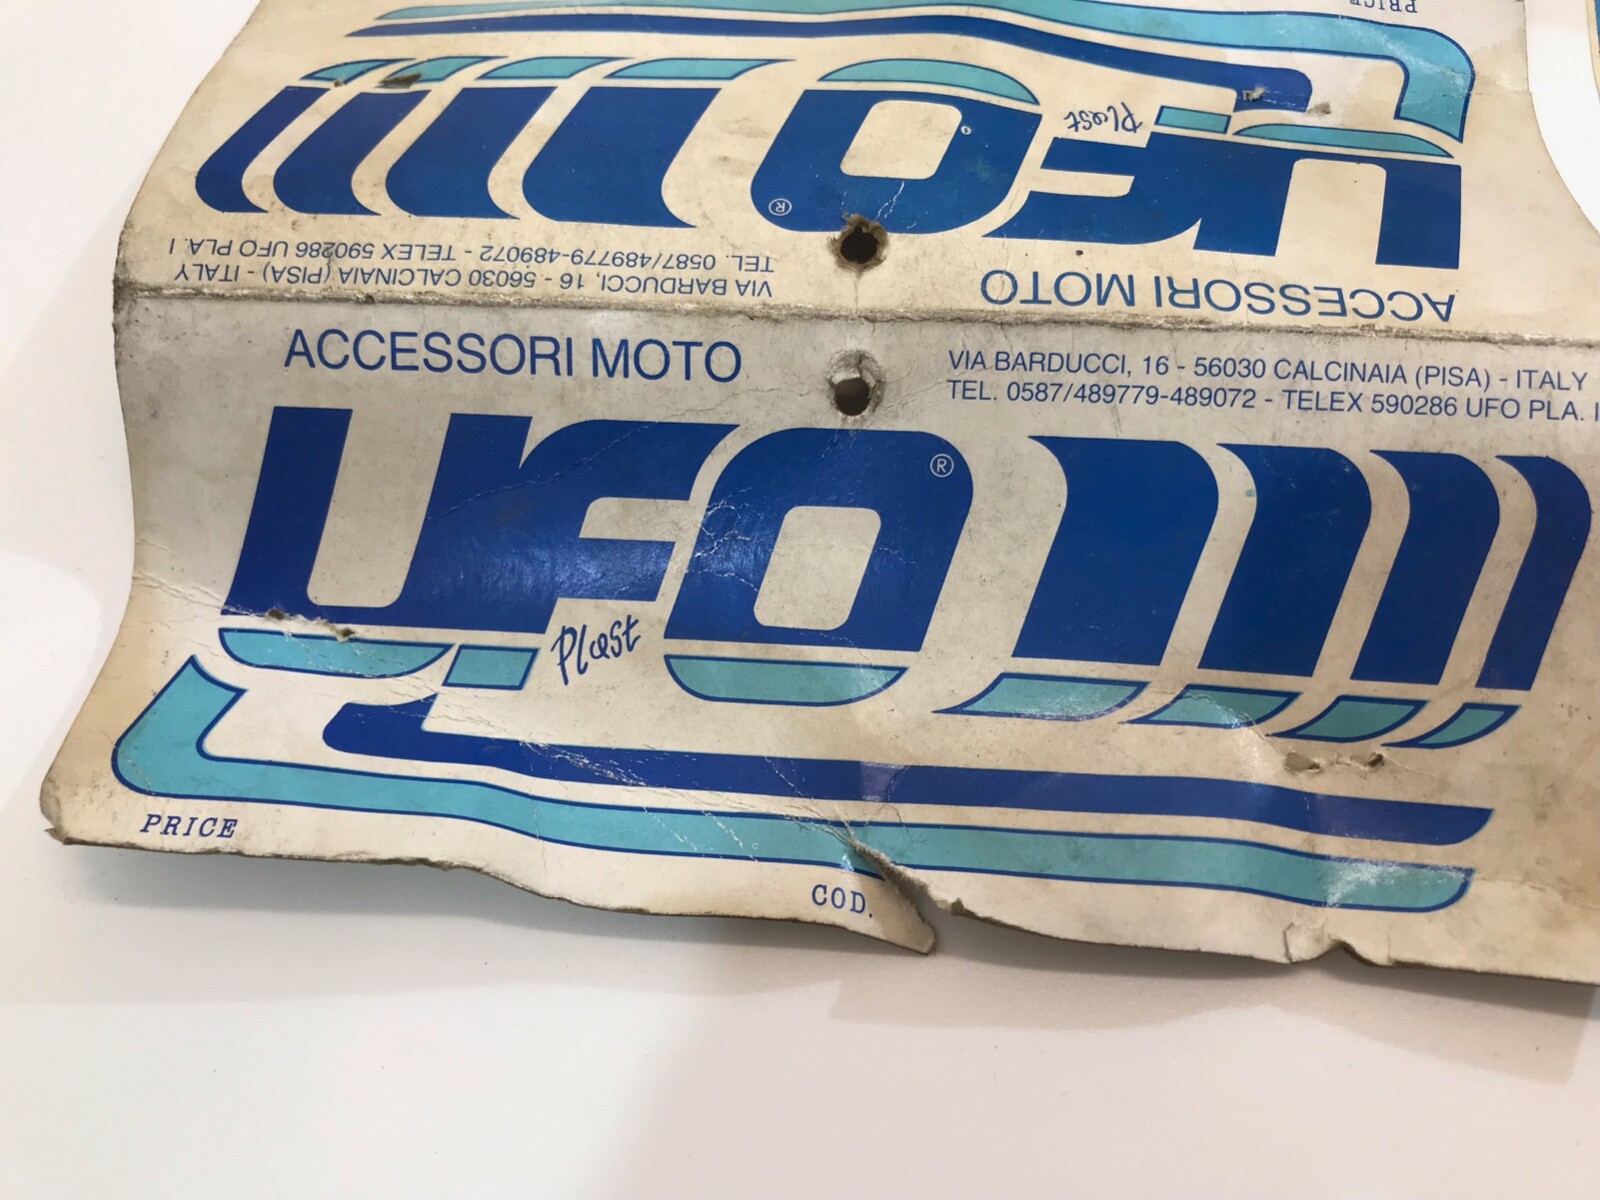 PRICE
UFO
Plast
®
ACCESSORI MOTO
VIA BARDUCCI, 16 - 56030 CALCINAIA (PISA) - ITALY
TEL. 0587/489779-489072 - TELEX 590286 UFO PLA. I
ACCESSORI MOTO
VIA BARDUCCI, 16 - 56030 CALCINAIA (PISA) - ITALY
TEL. 0587/489779-489072 - TELEX 590286 UFO PLA. I
UFO
®
Plast
PRICE
COD.